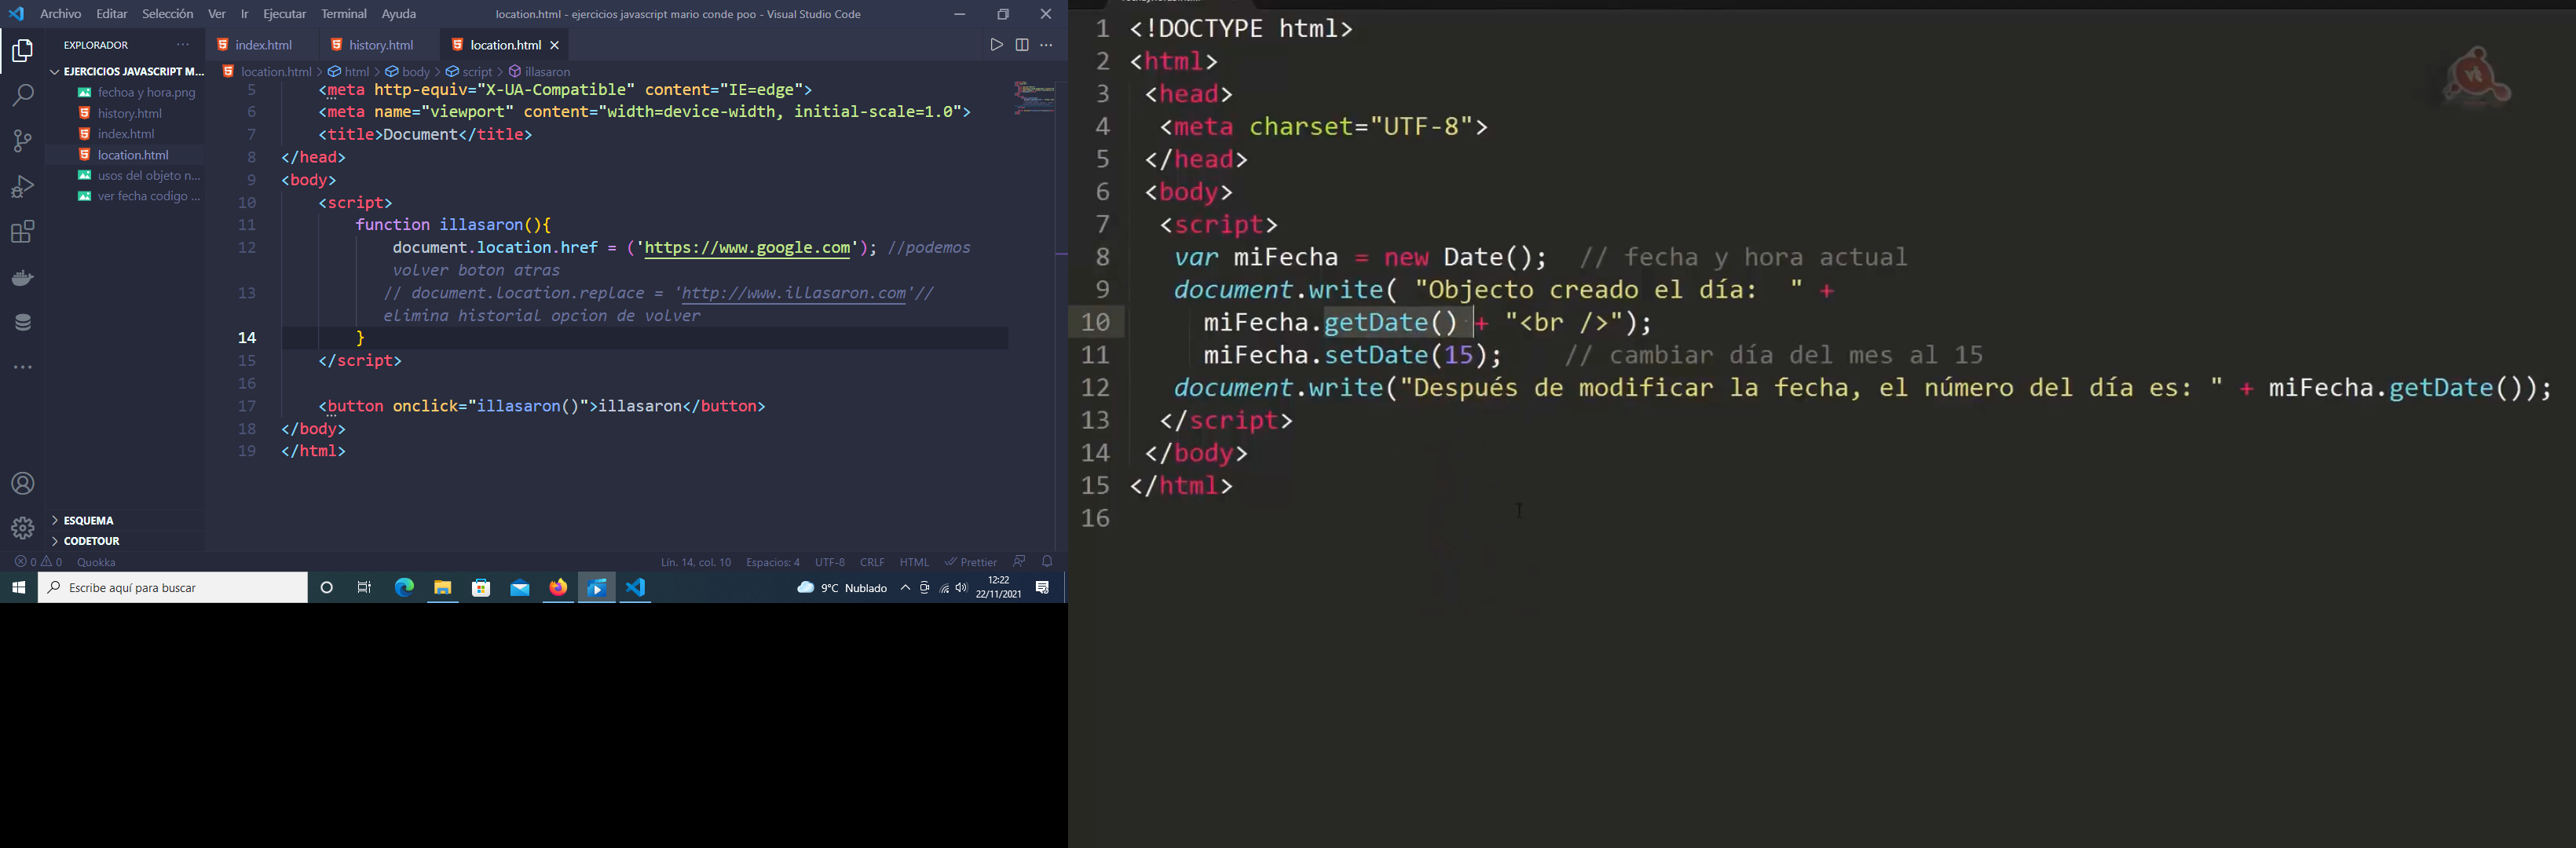 Archivo Editar Selección Ver Ir Ejecutar Terminal Ayuda
location.html - ejercicios javascript mario conde poo - Visual Studio Code
EXPLORADOR
EJERCICIOS JAVASCRIPT M...
fechoa y hora.png
history.html
index.html
location.html
usos del objeto n...
ver fecha codigo ...
ESQUEMA
CODETOUR
index.html history.html location.html
location.html > html > body > script > illasaron
5 <meta http-equiv="X-UA-Compatible" content="IE=edge">
6 <meta name="viewport" content="width=device-width, initial-scale=1.0">
7 <title>Document</title>
8 </head>
9 <body>
10 <script>
11 function illasaron(){
12 document.location.href = ('https://www.google.com'); //podemos
volver boton atras
13 // document.location.replace = 'http://www.illasaron.com'//
elimina historial opcion de volver
14 }
15 </script>
16
17 <button onclick="illasaron()">illasaron</button>
18 </body>
19 </html>
0 0 Quokka
Lín. 14, col. 10 Espacios: 4 UTF-8 CRLF HTML Prettier
Escribe aquí para buscar
9°C Nublado
12:22
22/11/2021
1 <!DOCTYPE html>
2 <html>
3 <head>
4 <meta charset="UTF-8">
5 </head>
6 <body>
7 <script>
8 var miFecha = new Date(); // fecha y hora actual
9 document.write( "Objecto creado el día: " +
10 miFecha.getDate() + "<br />");
11 miFecha.setDate(15); // cambiar día del mes al 15
12 document.write("Después de modificar la fecha, el número del día es: " + miFecha.getDate());
13 </script>
14 </body>
15 </html>
16